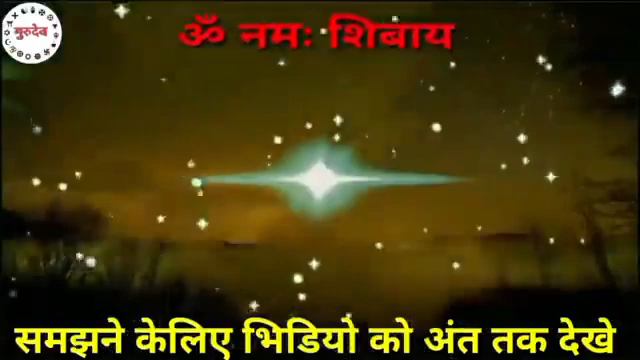 गुरुदेव
ॐ नमः शिबाय
समझने केलिए भिडियो को अंत तक देखे